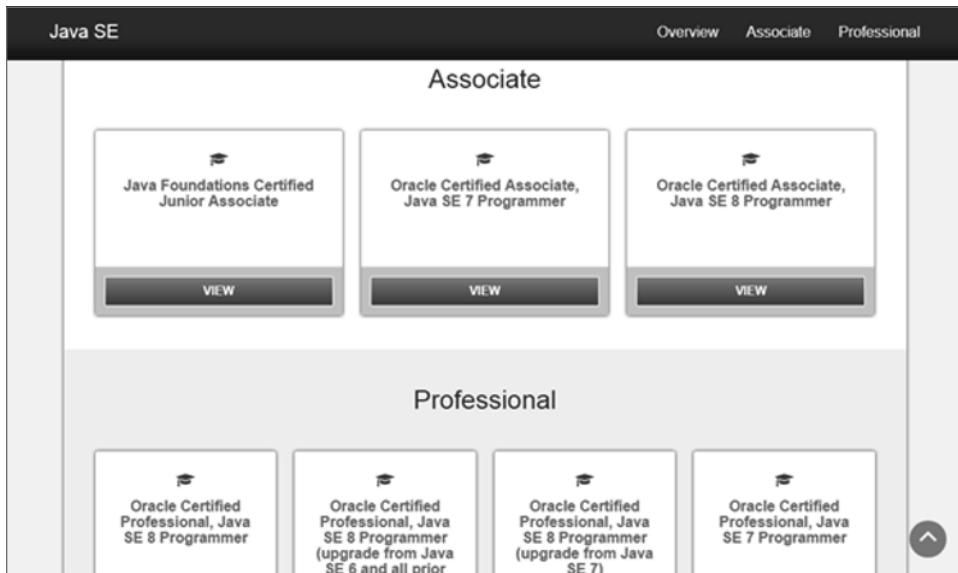 Java SE
Overview Associate Professional
Associate
Java Foundations Certified
Junior Associate
Oracle Certified Associate,
Java SE 7 Programmer
Oracle Certified Associate,
Java SE 8 Programmer
VIEW
VIEW
VIEW
Professional
Oracle Certified
Professional, Java
SE 8 Programmer
Oracle Certified
Professional, Java
SE 8 Programmer
(upgrade from Java
SE 6 and all prior
Oracle Certified
Professional, Java
SE 8 Programmer
(upgrade from Java
SE 7)
Oracle Certified
Professional, Java
SE 7 Programmer